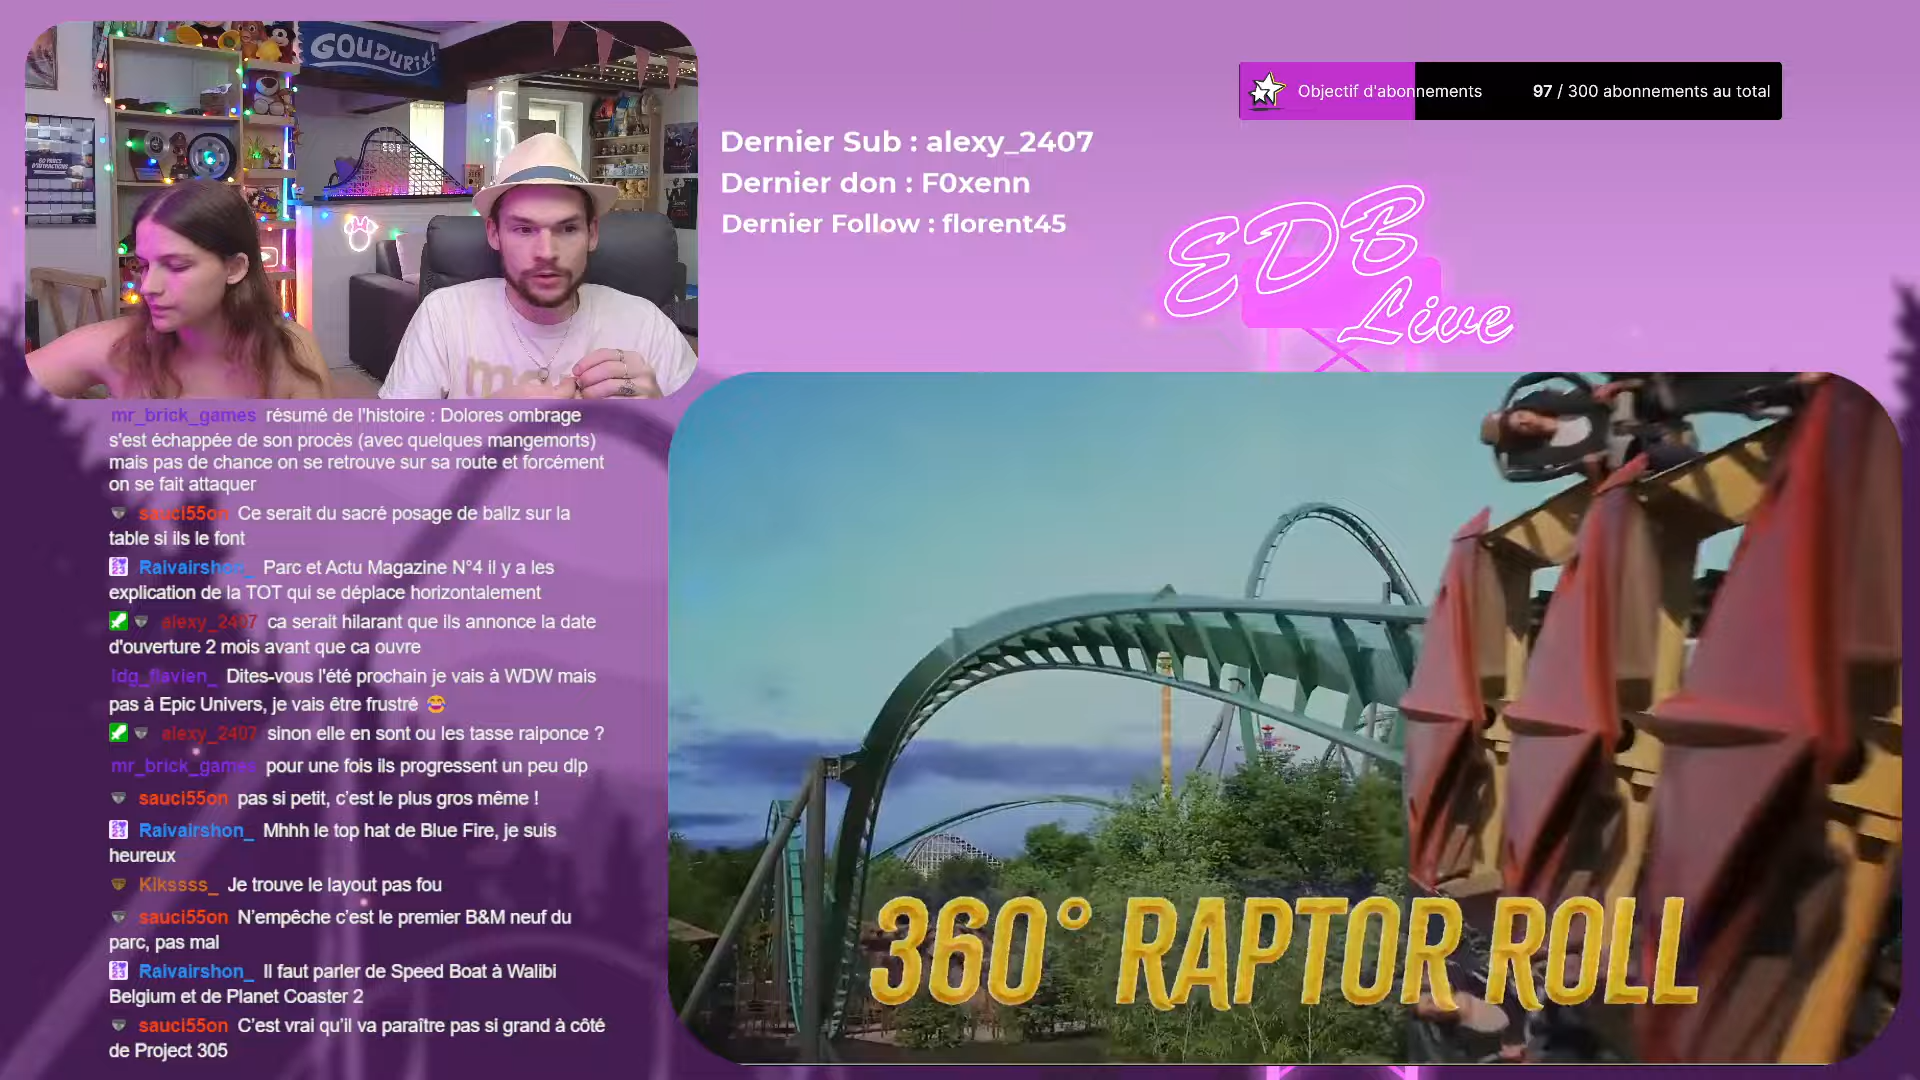 GOUDURIX!
EDB
Objectif d'abonnements
97 / 300 abonnements au total
Dernier Sub : alexy_2407
Dernier don : F0xenn
Dernier Follow : florent45
EDB
Live
mr_brick_games résumé de l'histoire : Dolores ombrage
s'est échappée de son procès (avec quelques mangemorts)
mais pas de chance on se retrouve sur sa route et forcément
on se fait attaquer
sauci55on Ce serait du sacré posage de ballz sur la
table si ils le font
Raivairshon_ Parc et Actu Magazine N°4 il y a les
explication de la TOT qui se déplace horizontalement
alexy_2407 ca serait hilarant que ils annonce la date
d'ouverture 2 mois avant que ca ouvre
ldg_flavien_ Dites-vous l'été prochain je vais à WDW mais
pas à Epic Univers, je vais être frustré 😂
alexy_2407 sinon elle en sont ou les tasse raiponce ?
mr_brick_games pour une fois ils progressent un peu dlp
sauci55on pas si petit, c’est le plus gros même !
Raivairshon_ Mhhh le top hat de Blue Fire, je suis
heureux
Kikssss_ Je trouve le layout pas fou
sauci55on N’empêche c’est le premier B&M neuf du
parc, pas mal
Raivairshon_ Il faut parler de Speed Boat à Walibi
Belgium et de Planet Coaster 2
sauci55on C’est vrai qu’il va paraître pas si grand à côté
de Project 305
360° RAPTOR ROLL